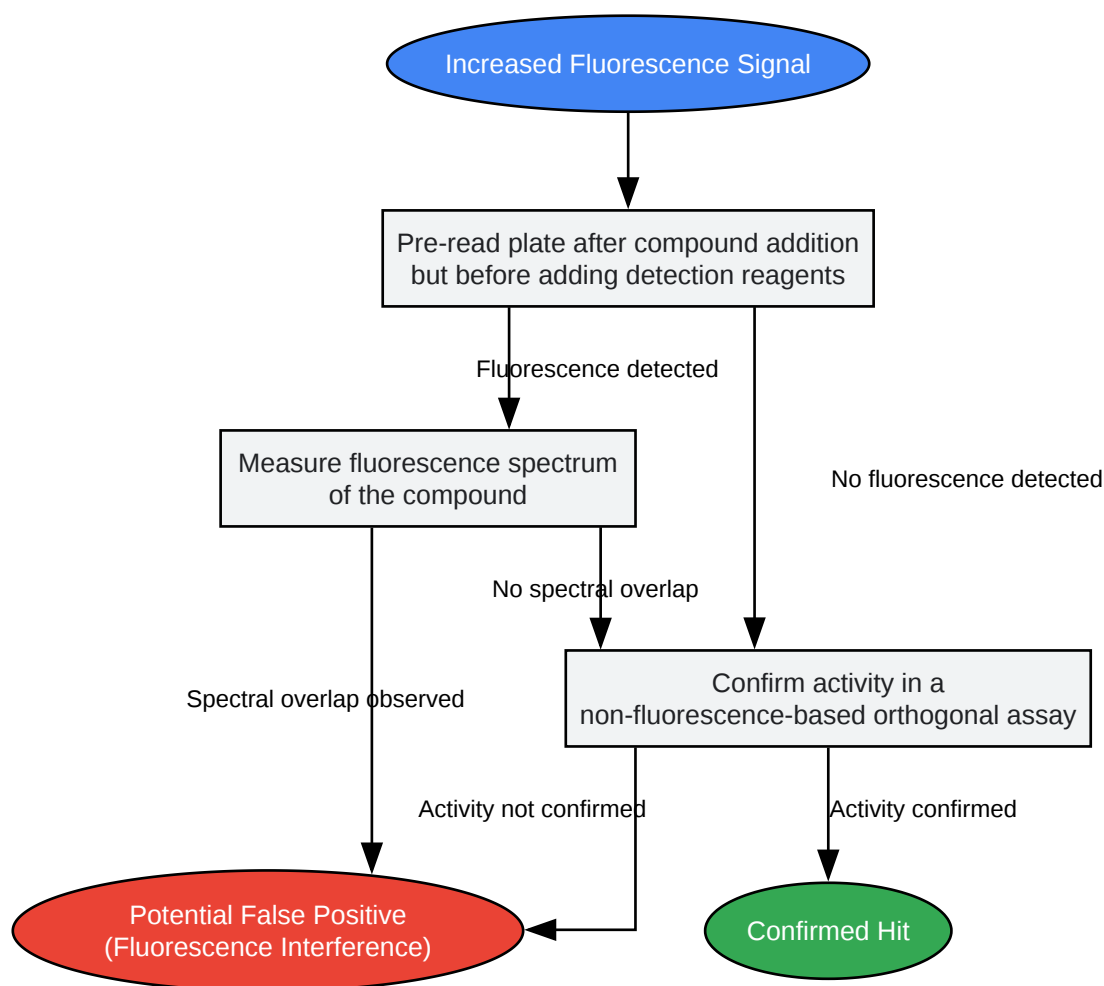 Increased Fluorescence Signal
Pre-read plate after compound addition
but before adding detection reagents
Fluorescence detected
Measure fluorescence spectrum
of the compound
No fluorescence detected
No spectral overlap
Confirm activity in a
non-fluorescence-based orthogonal assay
Spectral overlap observed
Activity not confirmed
Activity confirmed
Potential False Positive
(Fluorescence Interference)
Confirmed Hit